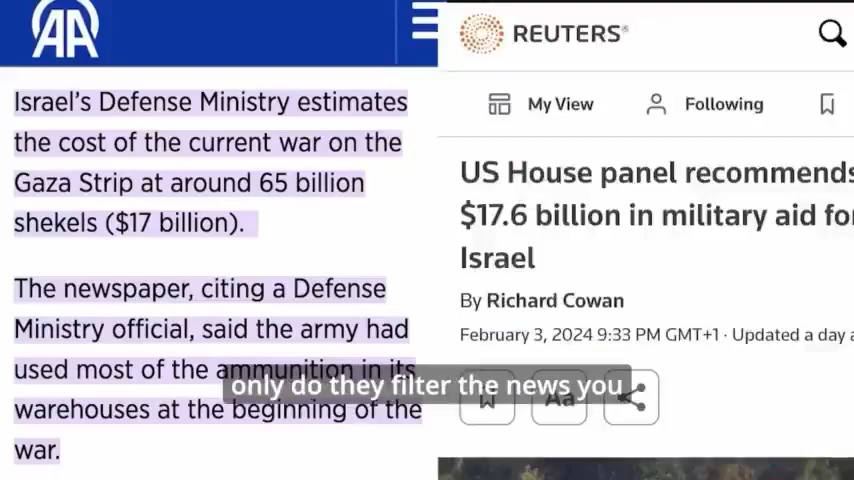 AA
Israel's Defense Ministry estimates
the cost of the current war on the
Gaza Strip at around 65 billion
shekels ($17 billion).
The newspaper, citing a Defense
Ministry official, said the army had
used most of the ammunition in its
warehouses at the beginning of the
war.
REUTERS®
My View
Following
US House panel recommends
$17.6 billion in military aid fo
Israel
By Richard Cowan
February 3, 2024 9:33 PM GMT+1 · Updated a day a
Aa
only do they filter the news you